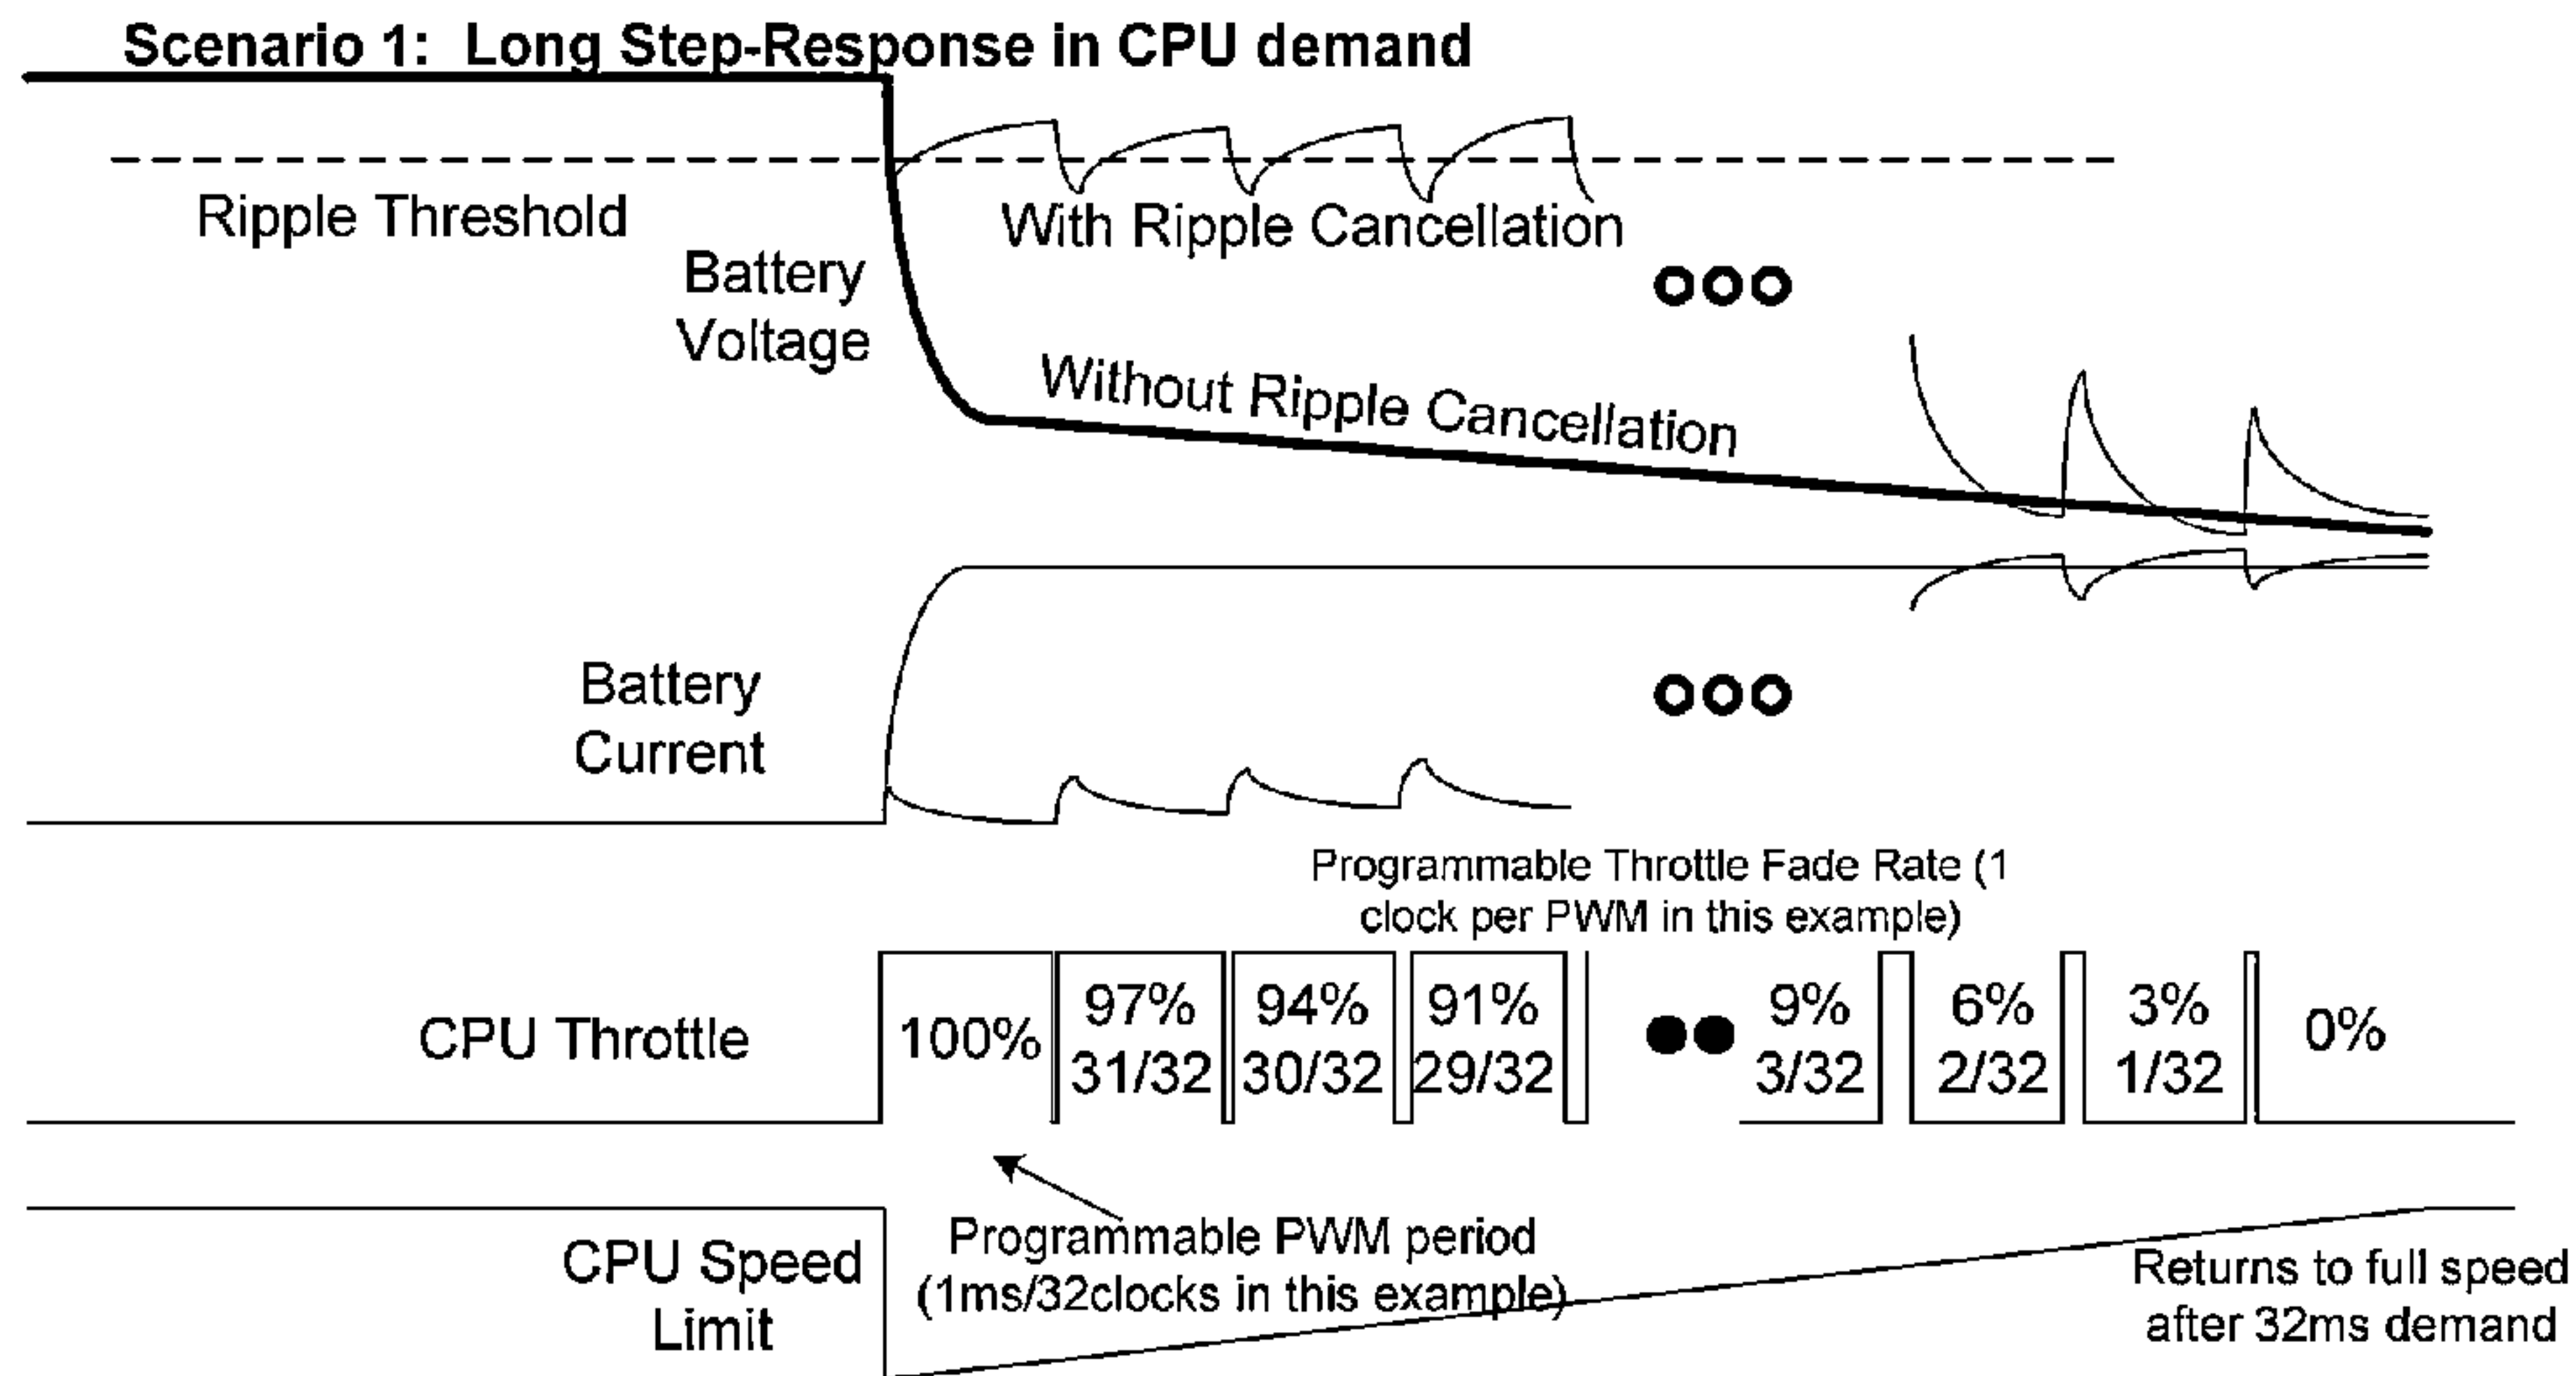 Scenario 1: Long Step-Response in CPU demand
Ripple Threshold
With Ripple Cancellation
Battery
Voltage
Without Ripple Cancellation
Battery
Current
Programmable Throttle Fade Rate (1
clock per PWM in this example)
CPU Throttle
100%
97%
31/32
94%
30/32
91%
29/32
9%
3/32
6%
2/32
3%
1/32
0%
CPU Speed
Limit
Programmable PWM period
(1ms/32clocks in this example)
Returns to full speed
after 32ms demand